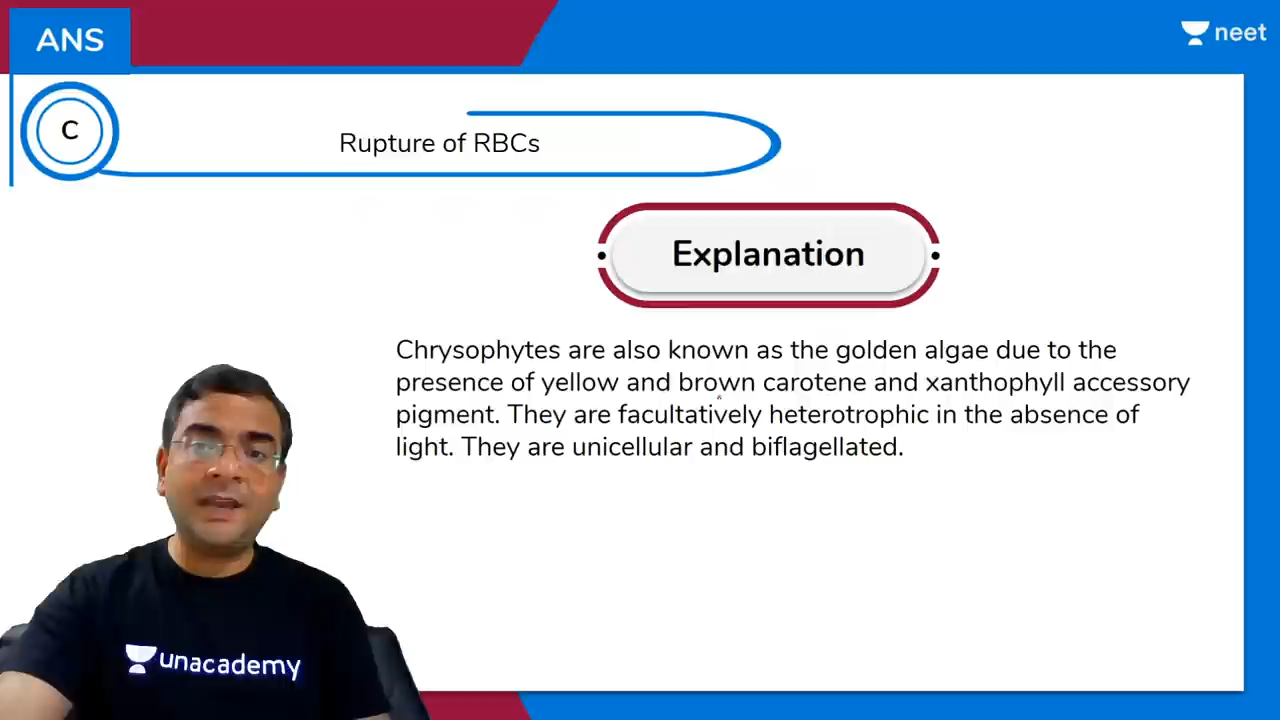 ANS
neet
C
Rupture of RBCs
Explanation
Chrysophytes are also known as the golden algae due to the
presence of yellow and brown carotene and xanthophyll accessory
pigment. They are facultatively heterotrophic in the absence of
light. They are unicellular and biflagellated.
unacademy